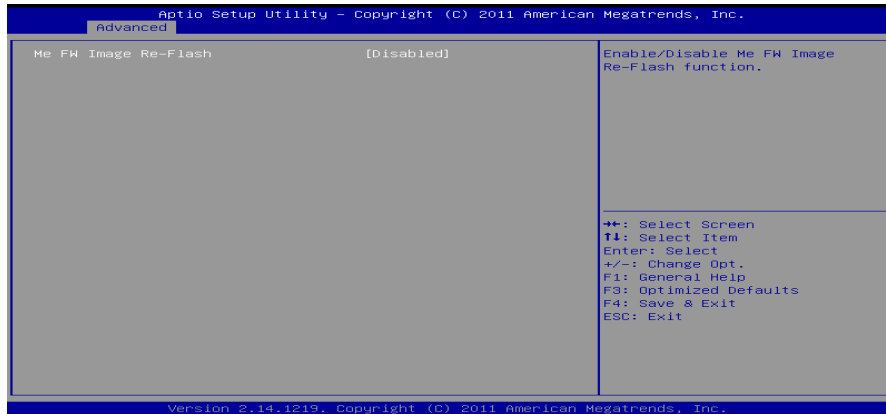 Aptio Setup Utility – Copyright (C) 2011 American Megatrends, Inc.
Advanced
Me FW Image Re-Flash [Disabled]
Enable/Disable Me FW Image
Re-Flash function.
→←: Select Screen
↑↓: Select Item
Enter: Select
+/-: Change Opt.
F1: General Help
F3: Optimized Defaults
F4: Save & Exit
ESC: Exit
Version 2.14.1219. Copyright (C) 2011 American Megatrends, Inc.